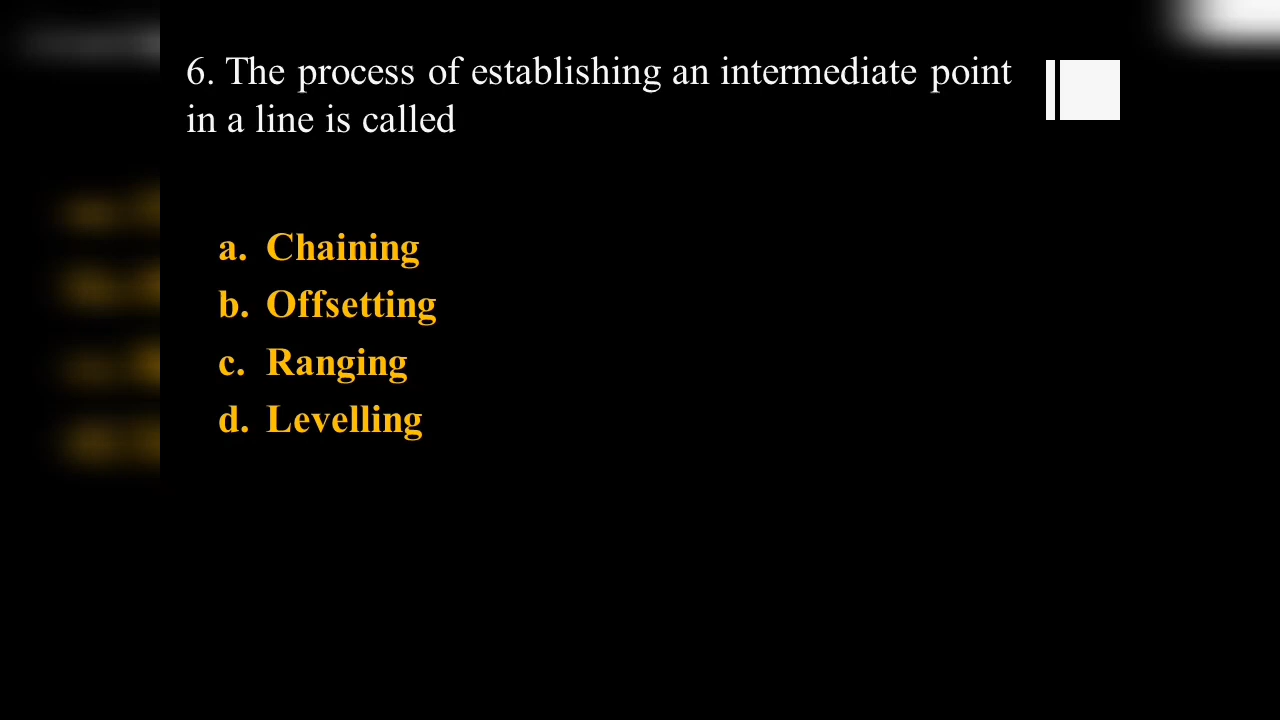 6. The process of establishing an intermediate point
in a line is called
a. Chaining
b. Offsetting
c. Ranging
d. Levelling